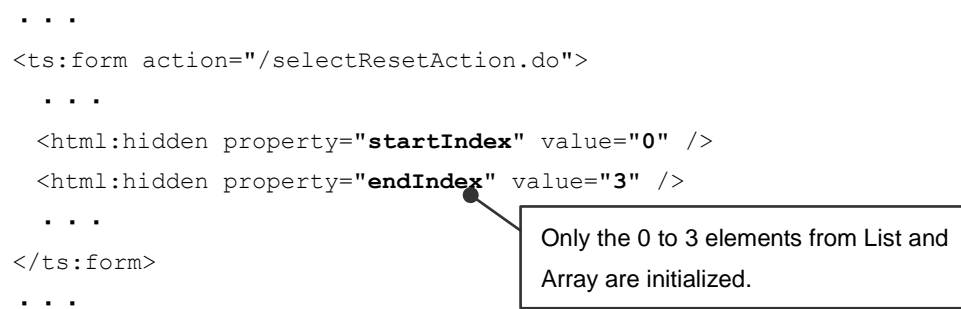 . . .
<ts:form action="/selectResetAction.do">
. . .
<html:hidden property="startIndex" value="0" />
<html:hidden property="endIndex" value="3" />
. . .
</ts:form>
. . .
Only the 0 to 3 elements from List and
Array are initialized.